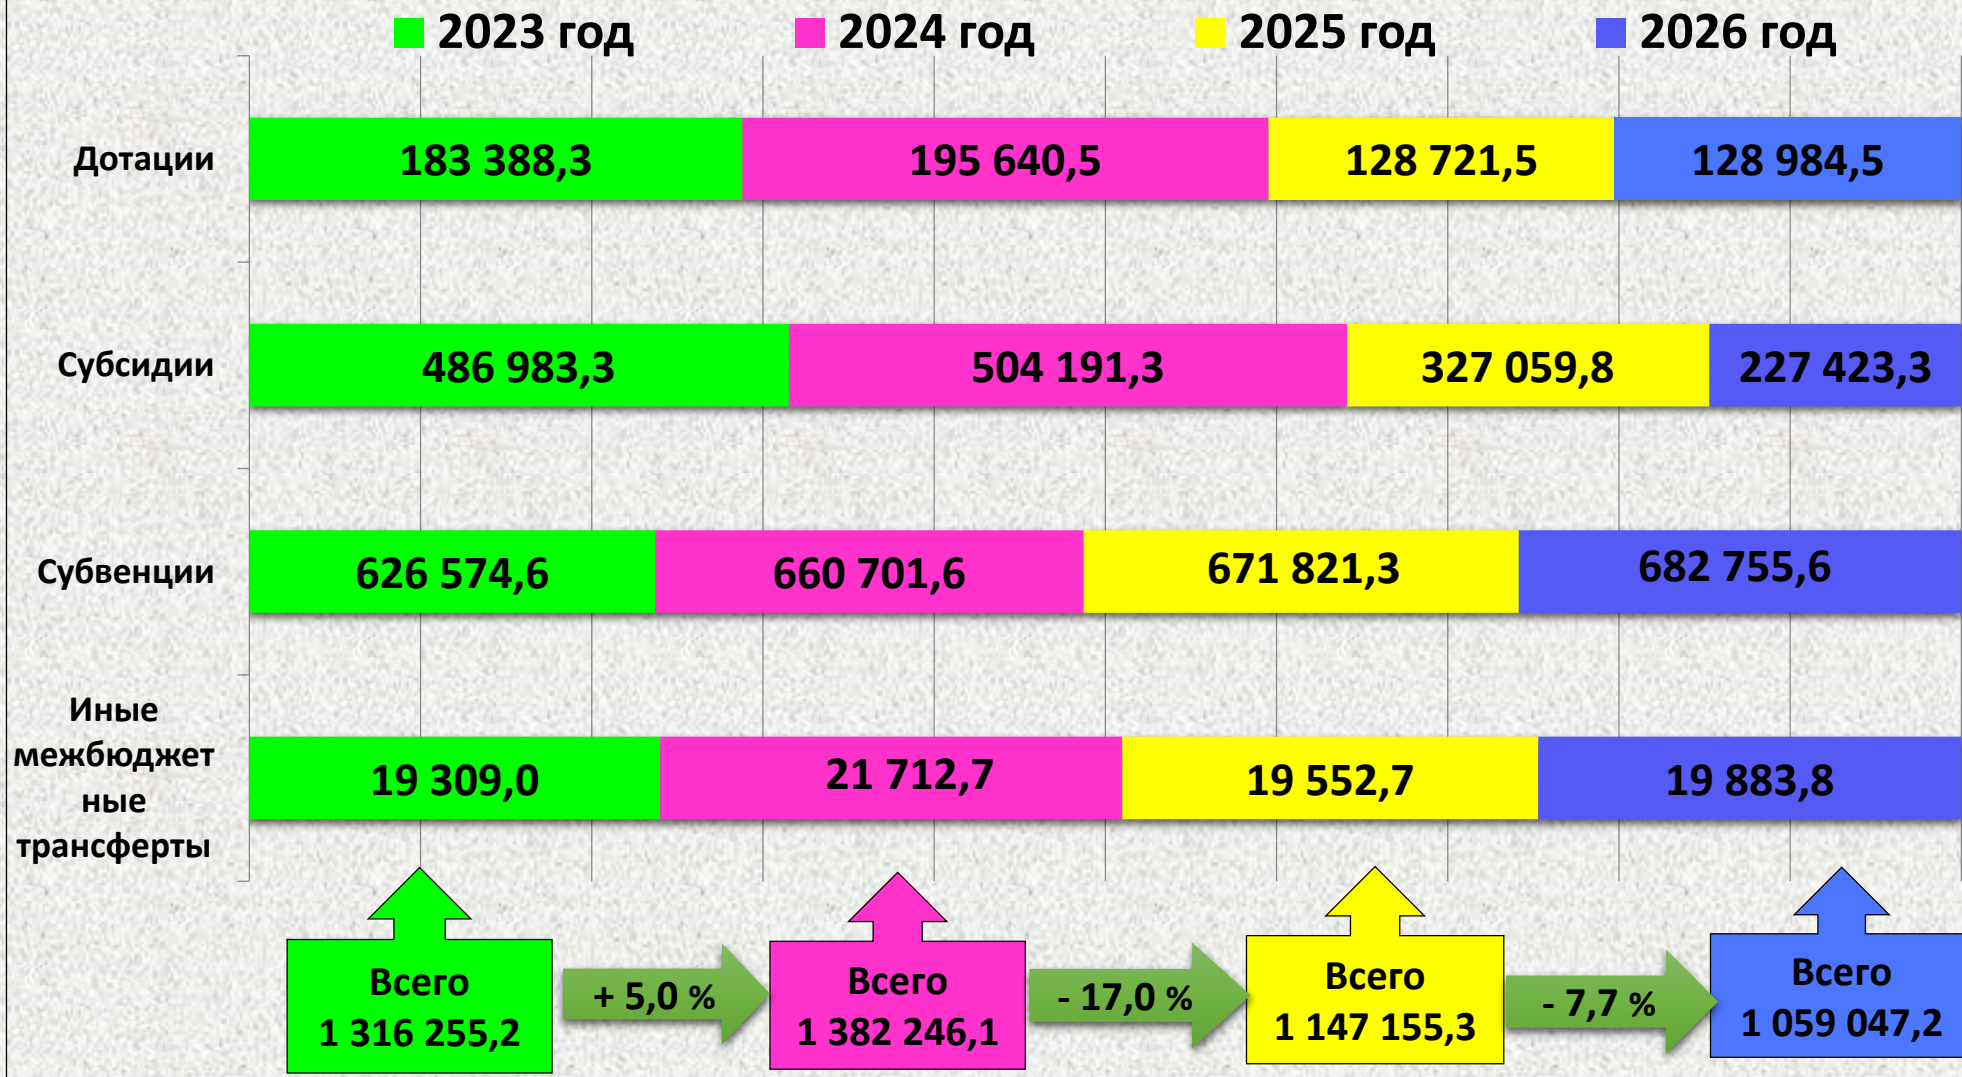 2023 год 2024 год 2025 год 2026 год
Дотации 183 388,3 195 640,5 128 721,5 128 984,5
Субсидии 486 983,3 504 191,3 327 059,8 227 423,3
Субвенции 626 574,6 660 701,6 671 821,3 682 755,6
Иные
межбюджет
ные
трансферты
19 309,0 21 712,7 19 552,7 19 883,8
Всего
1 316 255,2
+ 5,0 %
Всего
1 382 246,1
- 17,0 %
Всего
1 147 155,3
- 7,7 %
Всего
1 059 047,2